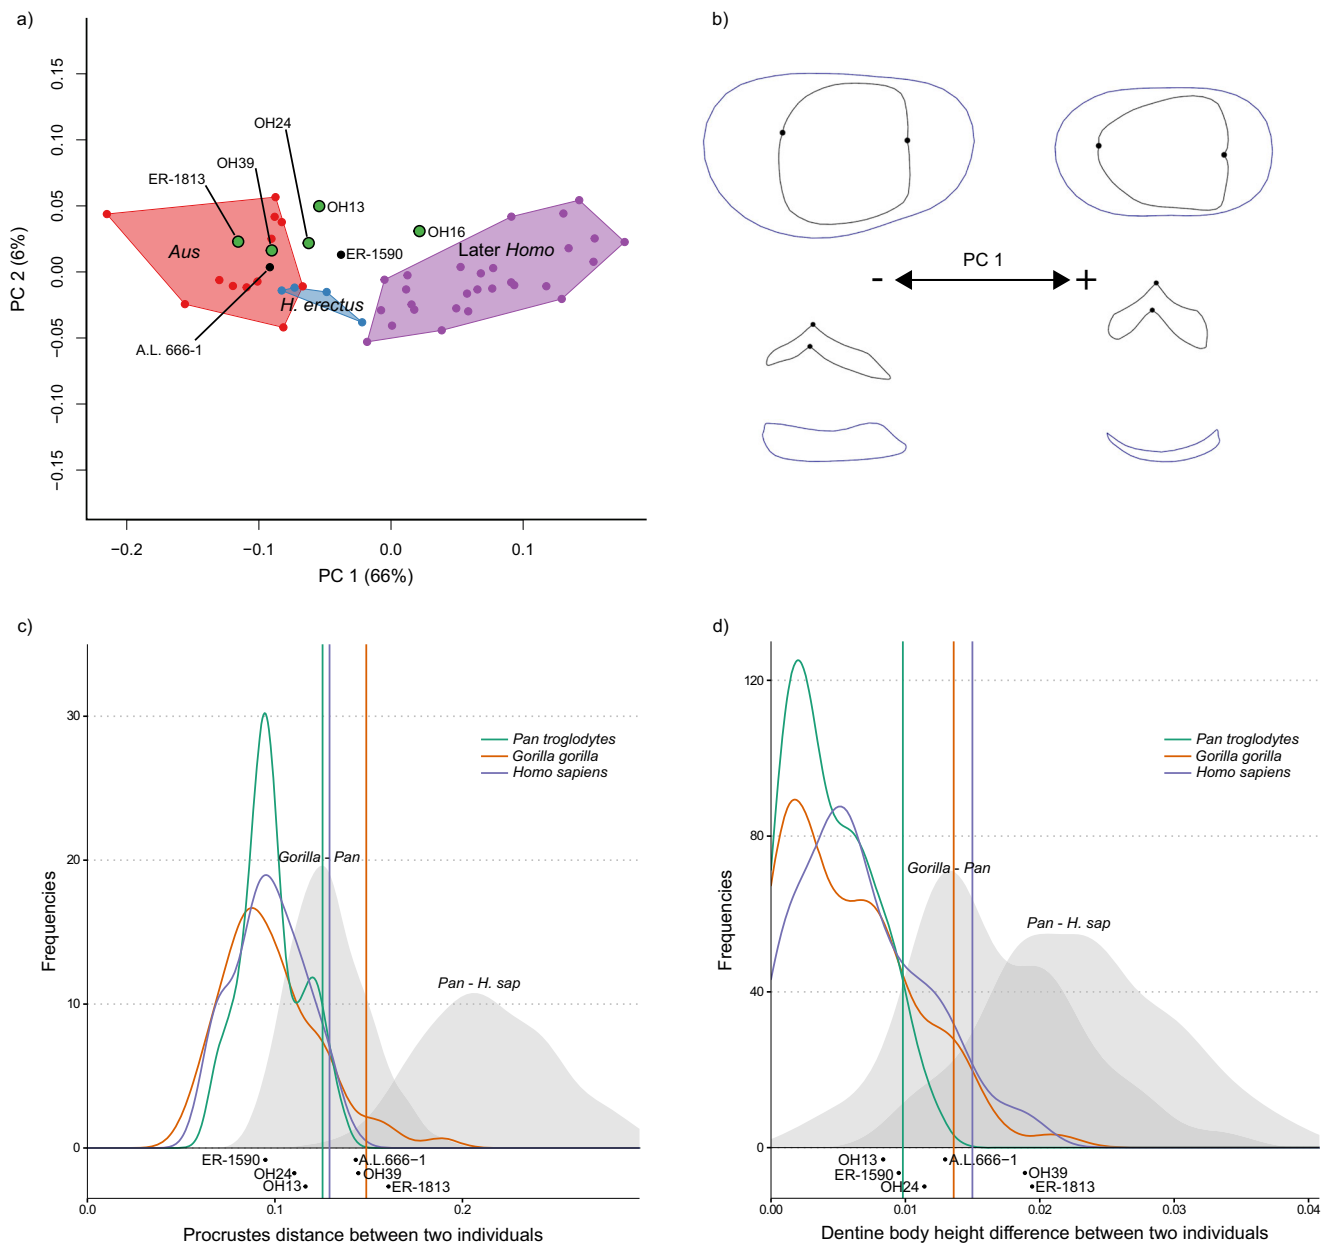 a)
PC 2 (6%)
0.15
0.10
0.05
0.00
−0.05
−0.10
−0.15
OH24
OH39
ER-1813
OH13
OH16
ER-1590
Aus
Later Homo
H. erectus
A.L. 666-1
−0.2
−0.1
0.0
0.1
PC 1 (66%)
b)
PC 1
-
+
c)
Frequencies
30
20
10
0
Pan troglodytes
Gorilla gorilla
Homo sapiens
Gorilla - Pan
Pan - H. sap
ER-1590
A.L.666−1
OH24
OH39
OH13
ER-1813
0.0
0.1
0.2
Procrustes distance between two individuals
d)
Frequencies
120
80
40
0
Pan troglodytes
Gorilla gorilla
Homo sapiens
Gorilla - Pan
Pan - H. sap
OH13
A.L.666−1
ER-1590
OH39
OH24
ER-1813
0.00
0.01
0.02
0.03
0.04
Dentine body height difference between two individuals